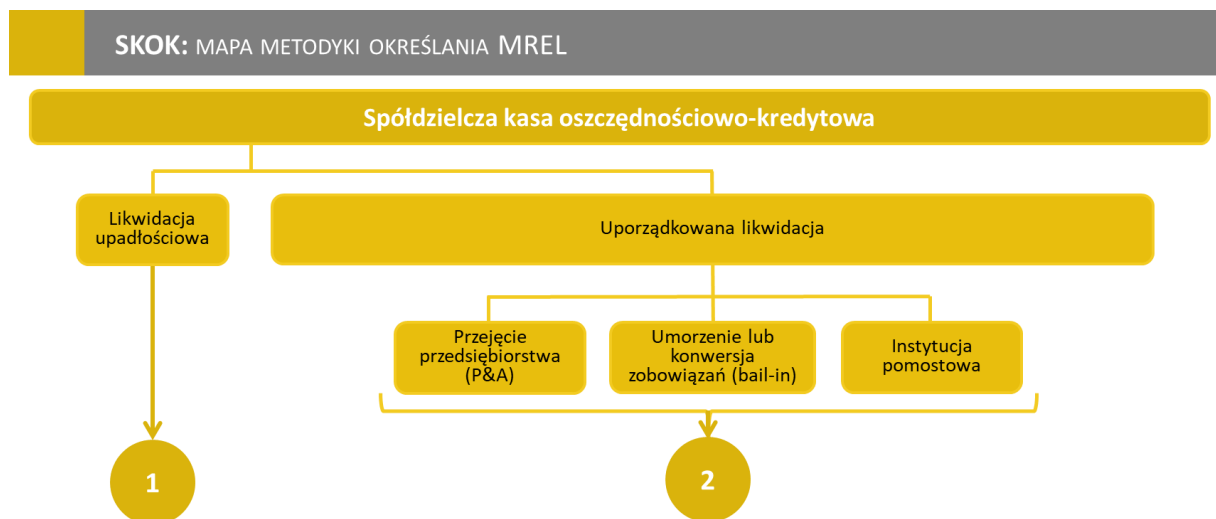 SKOK: MAPA METODYKI OKREŚLANIA MREL
Spółdzielcza kasa oszczędnościowo-kredytowa
Likwidacja
upadłościowa
Uporządkowana likwidacja
Przejęcie
przedsiębiorstwa
(P&A)
Umorzenie lub
konwersja
zobowiązań (bail-in)
Instytucja
pomostowa
1
2